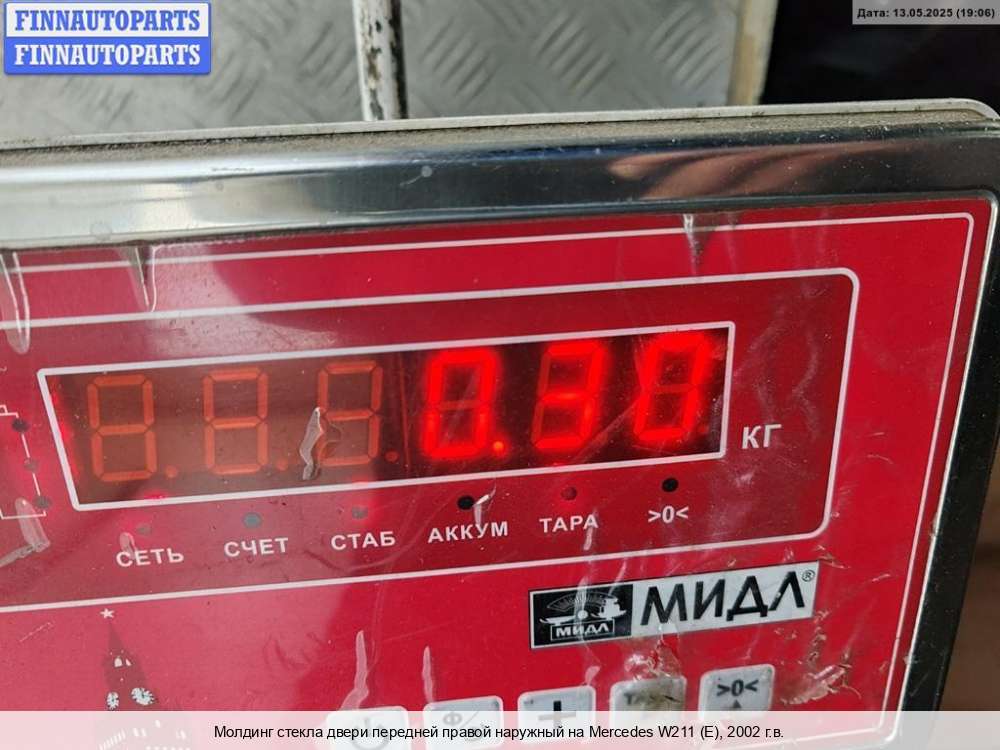 FINNAUTOPARTS
FINNAUTOPARTS
Дата: 13.05.2025 (19:06)
0.30
КГ
СЕТЬ СЧЕТ СТАБ АККУМ ТАРА >0<
МИДЛ МИДЛ®
>0<
Молдинг стекла двери передней правой наружный на Mercedes W211 (E), 2002 г.в.